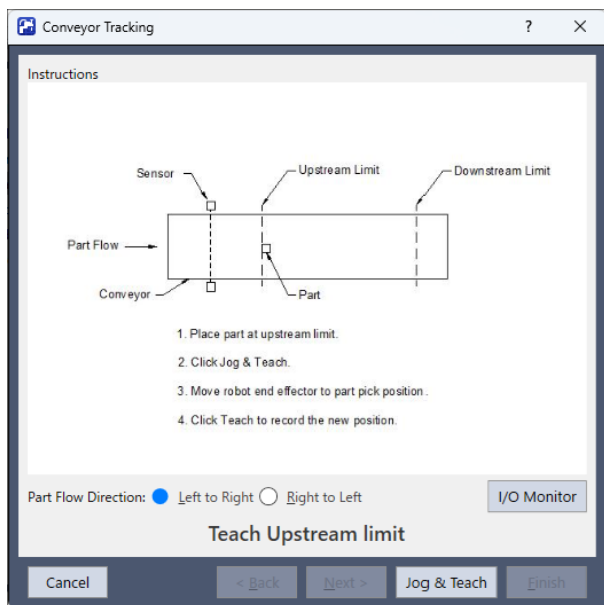 Conveyor Tracking
Instructions
Sensor
Upstream Limit
Downstream Limit
Part Flow
Conveyor
Part
1. Place part at upstream limit.
2. Click Jog & Teach.
3. Move robot end effector to part pick position.
4. Click Teach to record the new position.
Part Flow Direction: Left to Right Right to Left I/O Monitor
Teach Upstream limit
Cancel < Back Next > Jog & Teach Finish